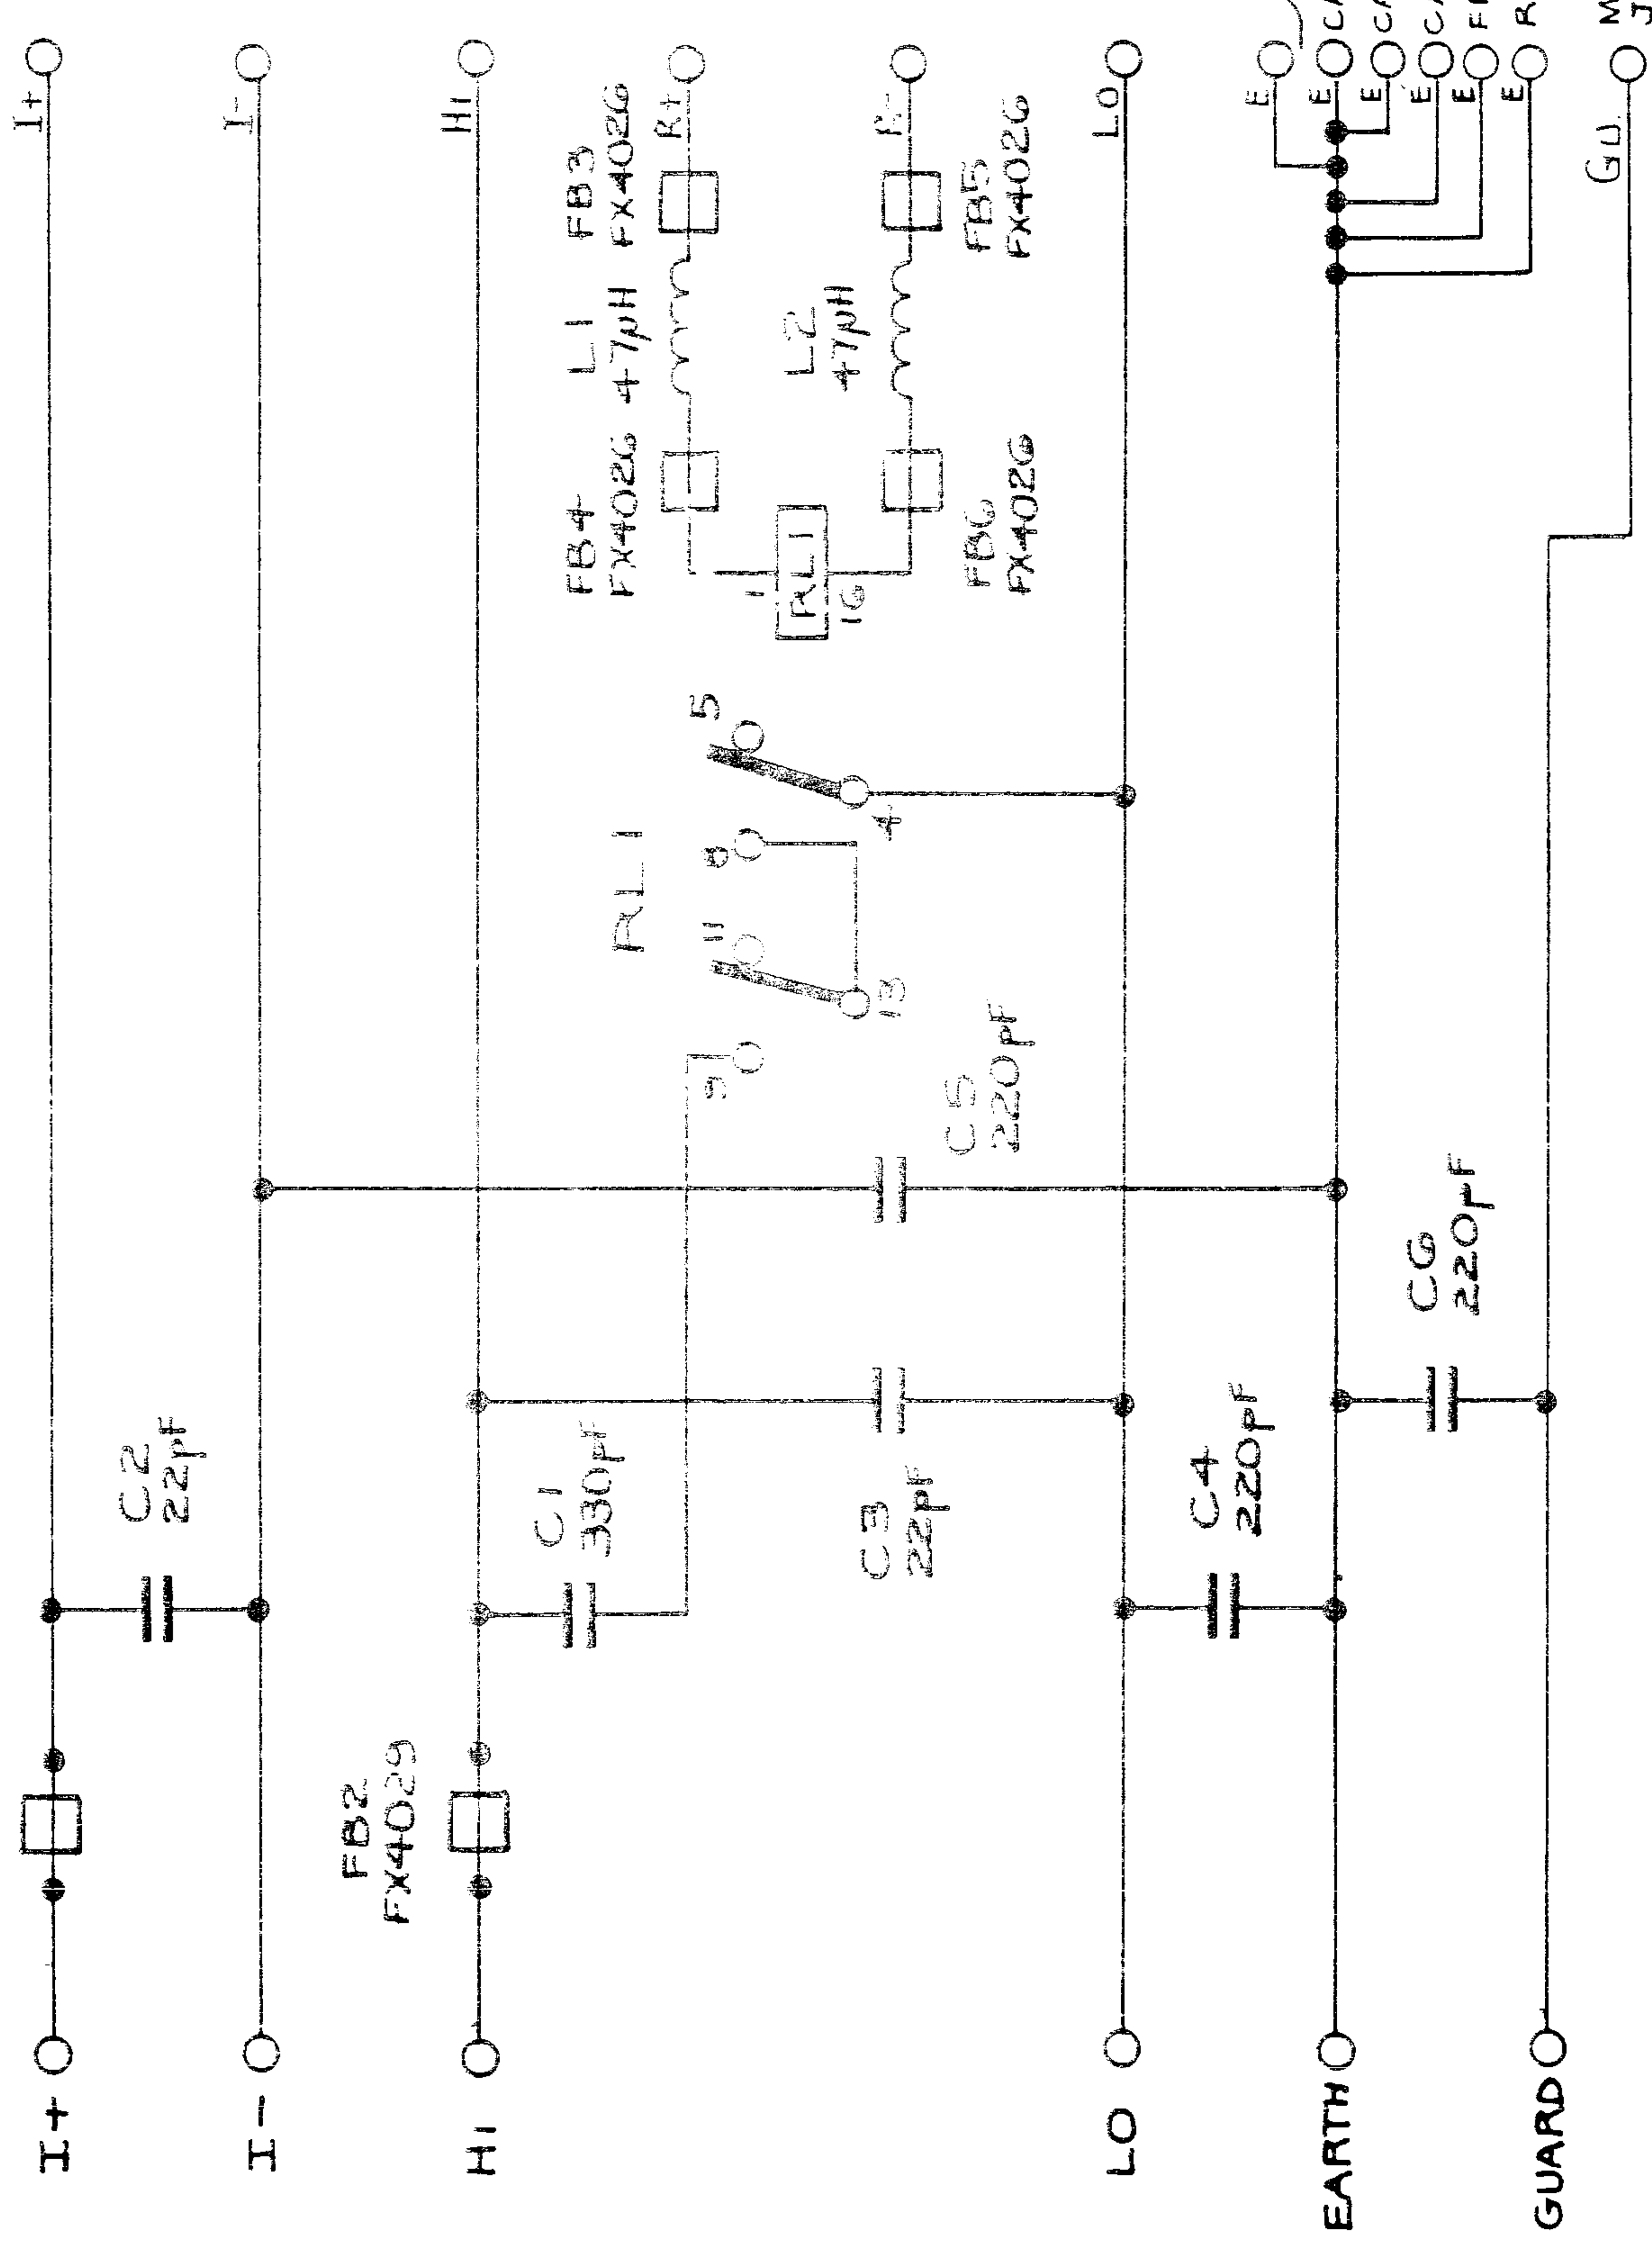 I+
I-
HI
LO
EARTH
GUARD
C2
22pF
FB2
FX4029
C1
330pF
C3
22pF
C4
220pF
C5
220pF
C6
220pF
RL1
9
13
11
8
4
5
RL1
1
16
FB4
FX4026
L1
47µH
FB3
FX4026
L2
47µH
FB6
FX4026
FB5
FX4026
I+
I-
HI
R+
R-
LO
E
E
E
E
E
E
GU.